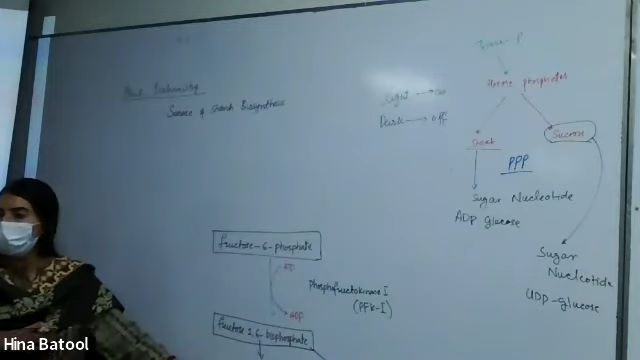 Plant Biochemistry
Sucrose & Starch Biosynthesis
Triose-P
Hexose phosphates
Light → on
Dark → off
Starch
Sucrose
PPP
Sugar Nucleotide
ADP glucose
Sugar
Nucleotide
UDP-glucose
fructose-6-phosphate
ATP
ADP
Phosphofructokinase I
(PFK-I)
fructose 1,6-bisphosphate
Hina Batool